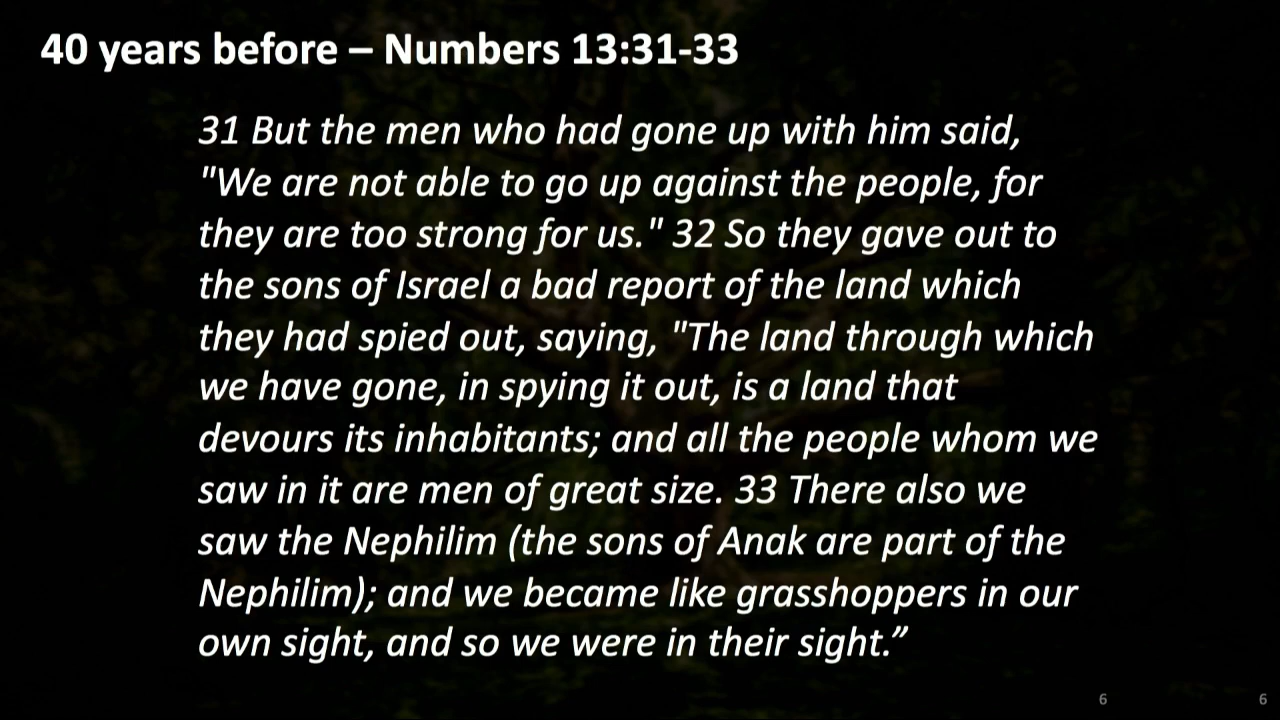 40 years before – Numbers 13:31-33
31 But the men who had gone up with him said,
"We are not able to go up against the people, for
they are too strong for us." 32 So they gave out to
the sons of Israel a bad report of the land which
they had spied out, saying, "The land through which
we have gone, in spying it out, is a land that
devours its inhabitants; and all the people whom we
saw in it are men of great size. 33 There also we
saw the Nephilim (the sons of Anak are part of the
Nephilim); and we became like grasshoppers in our
own sight, and so we were in their sight.”
6 6